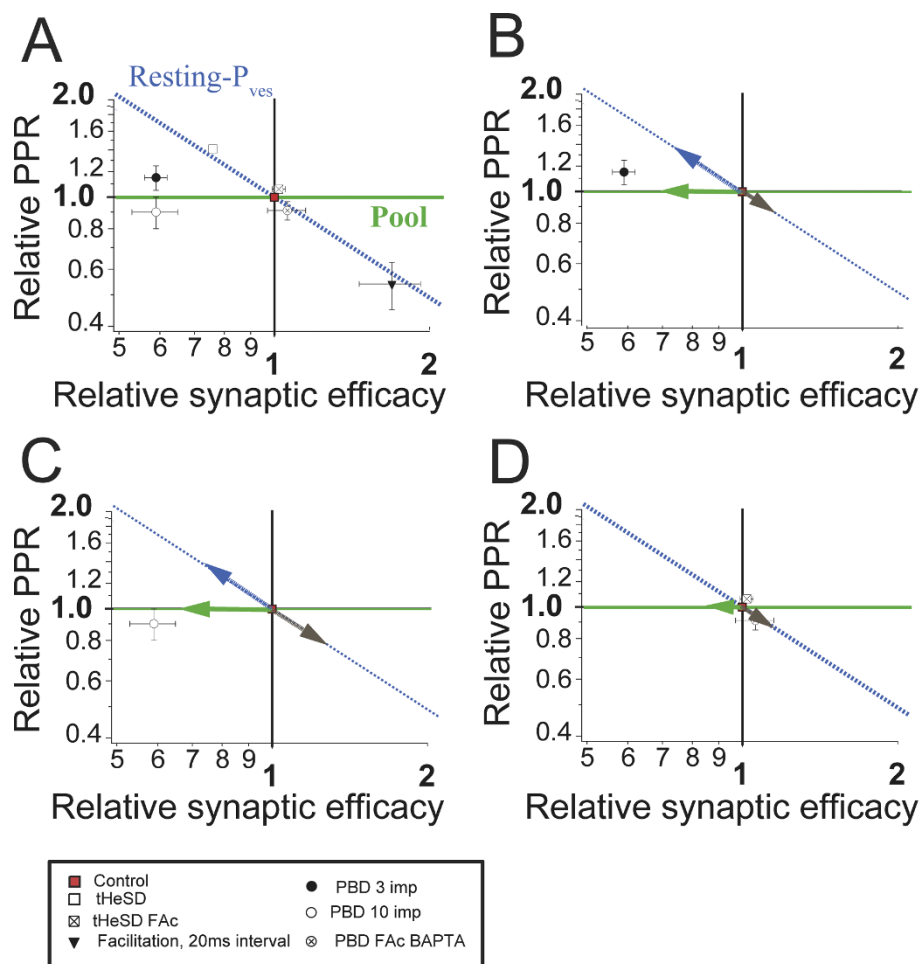 A
Resting-Pves
2.0
1.6
1.2
1.0
0.8
0.6
0.4
Pool
Relative PPR
5 6 7 8 9 1 2
Relative synaptic efficacy
B
2.0
1.6
1.2
1.0
0.8
0.6
0.4
Relative PPR
5 6 7 8 9 1 2
Relative synaptic efficacy
C
2.0
1.6
1.2
1.0
0.8
0.6
0.4
Relative PPR
5 6 7 8 9 1 2
Relative synaptic efficacy
D
2.0
1.6
1.2
1.0
0.8
0.6
0.4
Relative PPR
5 6 7 8 9 1 2
Relative synaptic efficacy
Control
tHeSD
tHeSD FAc
Facilitation, 20ms interval
PBD 3 imp
PBD 10 imp
PBD FAc BAPTA